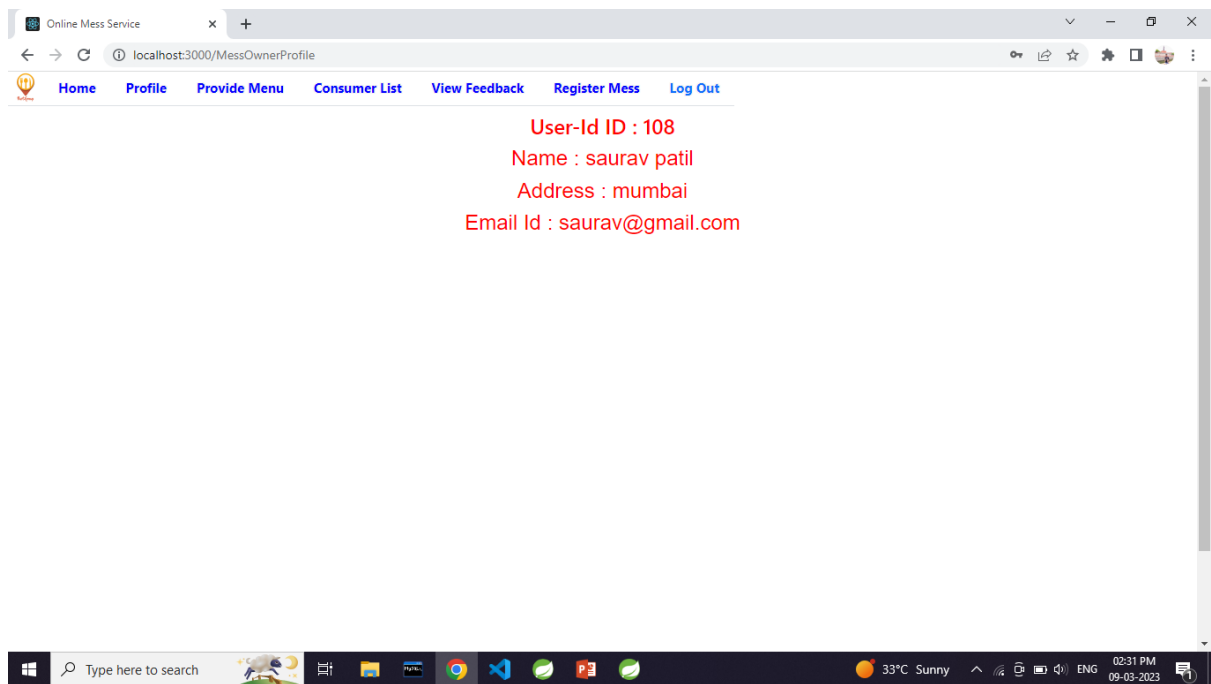 Online Mess Service
localhost:3000/MessOwnerProfile
Home Profile Provide Menu Consumer List View Feedback Register Mess Log Out
User-Id ID : 108
Name : saurav patil
Address : mumbai
Email Id : saurav@gmail.com
Type here to search 33°C Sunny ENG 02:31 PM
09-03-2023
1